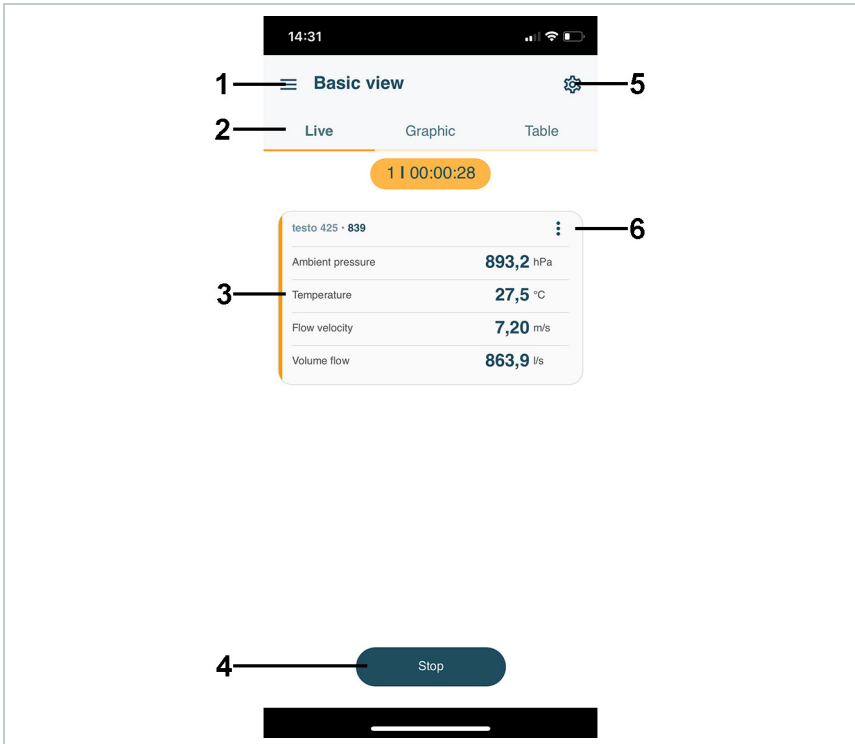 14:31
1 Basic view 5
2 Live Graphic Table
1 I 00:00:28
testo 425 · 839 6
Ambient pressure 893,2 hPa
3 Temperature 27,5 °C
Flow velocity 7,20 m/s
Volume flow 863,9 l/s
4 Stop